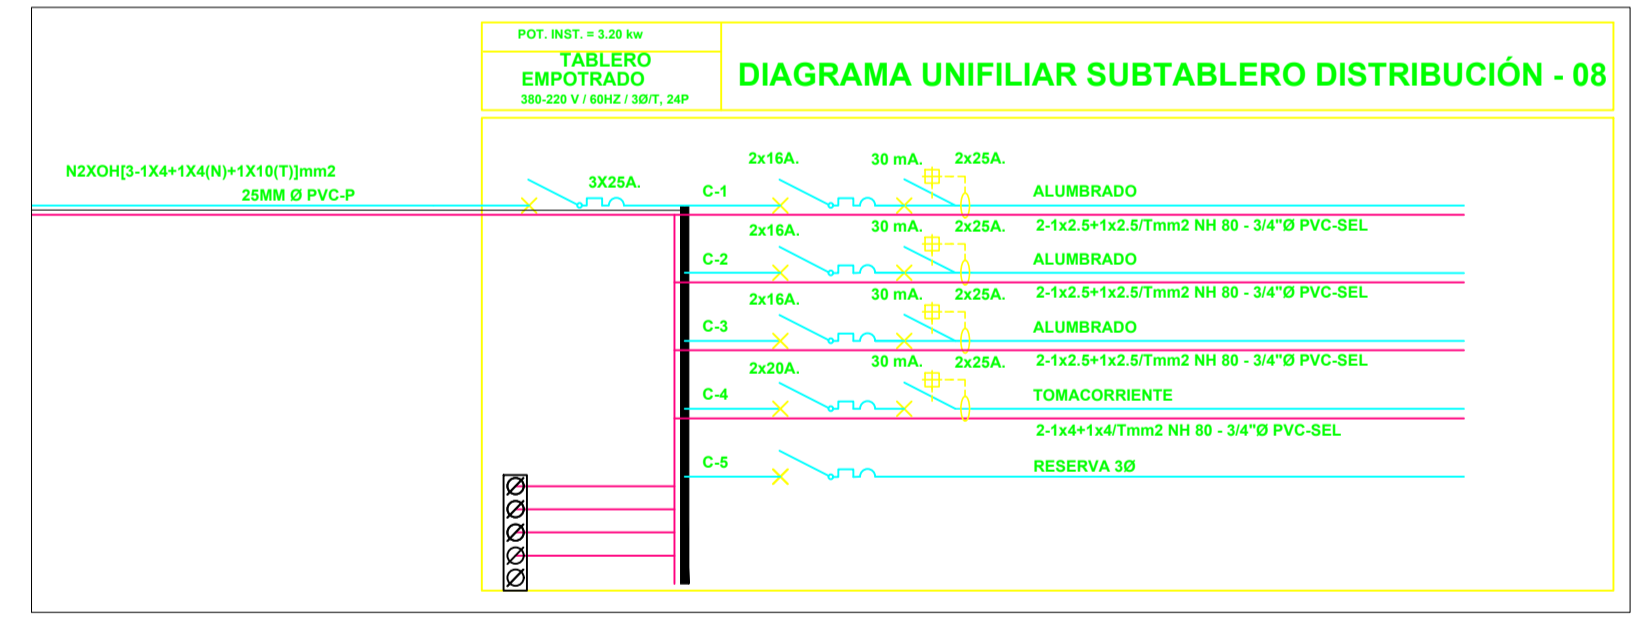 POT. INST. = 3.20 kw
TABLERO
EMPOTRADO
380-220 V / 60HZ / 3Ø/T, 24P
DIAGRAMA UNIFILIAR SUBTABLERO DISTRIBUCIÓN - 08
N2XOH[3-1X4+1X4(N)+1X10(T)]mm2
25MM Ø PVC-P
3X25A.
C-1
2x16A.
30 mA.
2x25A.
ALUMBRADO
2-1x2.5+1x2.5/Tmm2 NH 80 - 3/4"Ø PVC-SEL
C-2
2x16A.
30 mA.
2x25A.
ALUMBRADO
2-1x2.5+1x2.5/Tmm2 NH 80 - 3/4"Ø PVC-SEL
C-3
2x16A.
30 mA.
2x25A.
ALUMBRADO
2-1x2.5+1x2.5/Tmm2 NH 80 - 3/4"Ø PVC-SEL
C-4
2x20A.
30 mA.
2x25A.
TOMACORRIENTE
2-1x4+1x4/Tmm2 NH 80 - 3/4"Ø PVC-SEL
C-5
RESERVA 3Ø